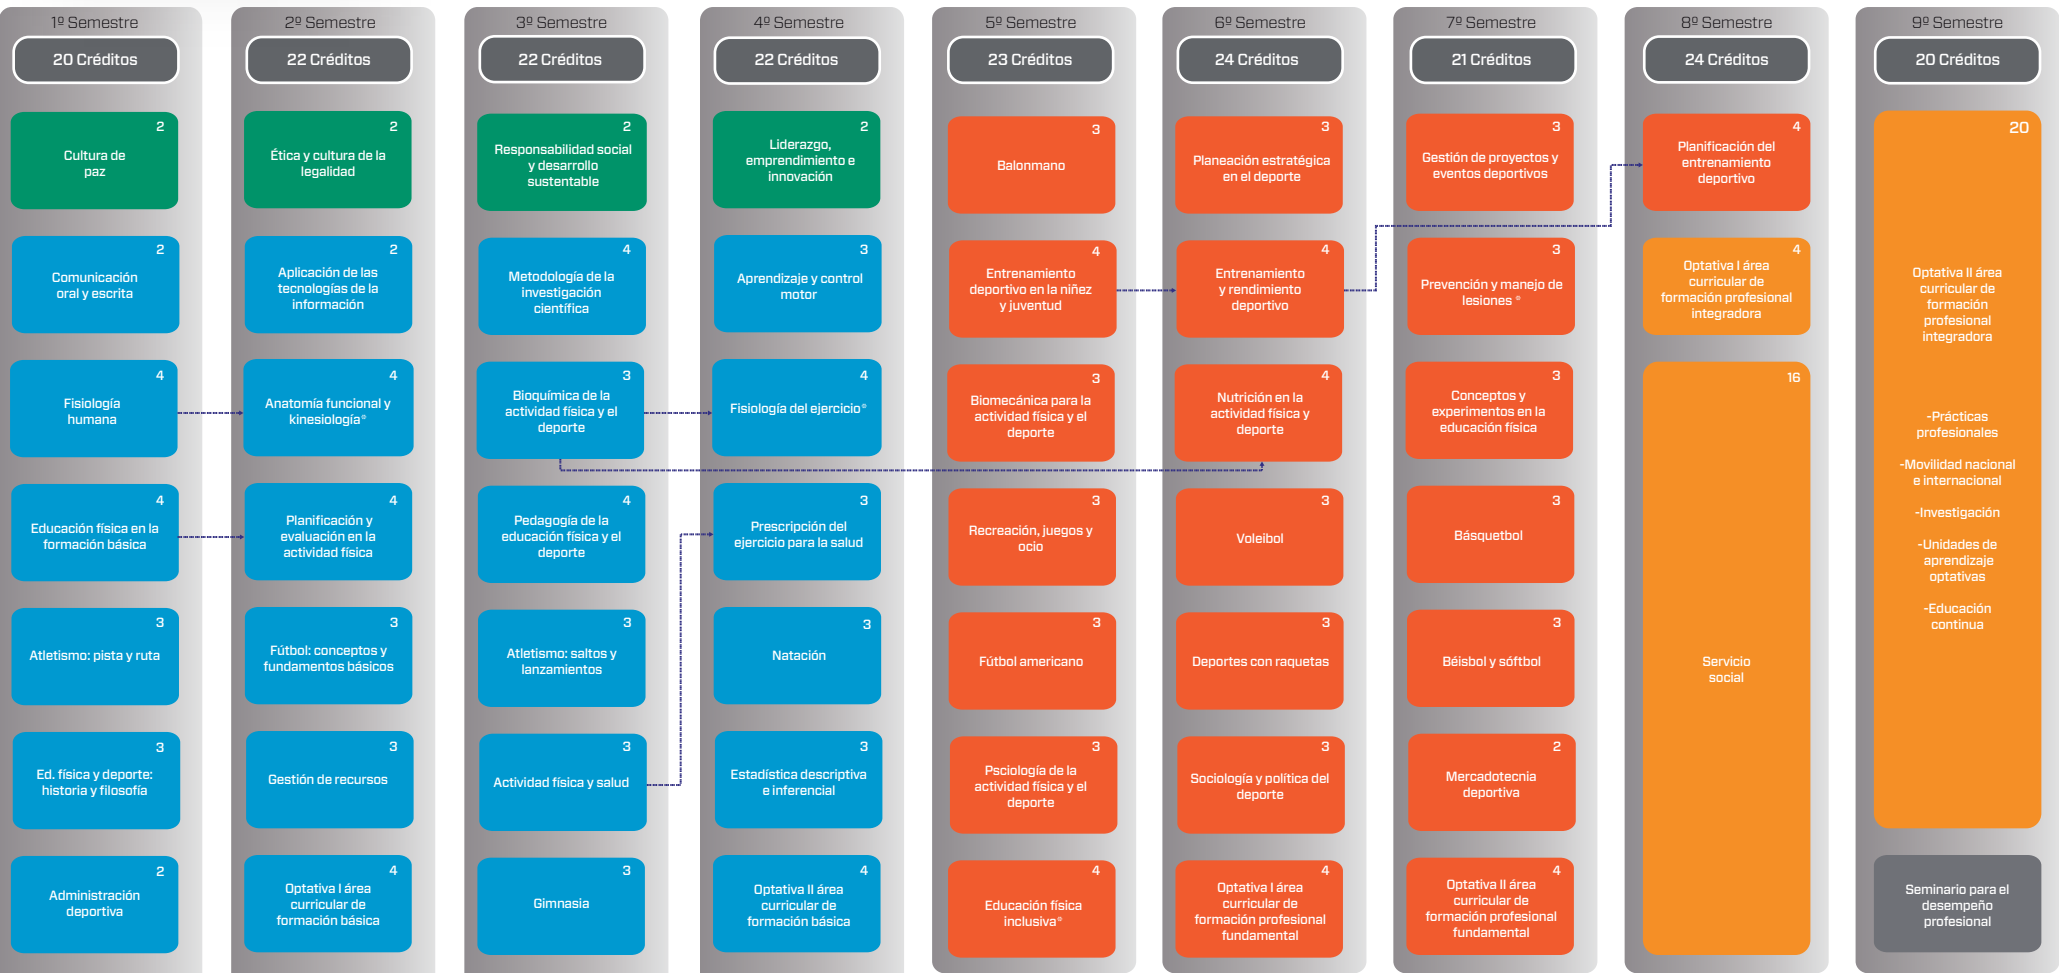 1º Semestre
20 Créditos
2
Cultura de
paz
2
Comunicación
oral y escrita
4
Fisiología
humana
4
Educación física en la
formación básica
3
Atletismo: pista y ruta
3
Ed. física y deporte:
historia y filosofía
2
Administración
deportiva
2º Semestre
22 Créditos
2
Ética y cultura de la
legalidad
2
Aplicación de las
tecnologías de la
información
4
Anatomía funcional y
kinesiología*
4
Planificación y
evaluación en la
actividad física
3
Fútbol: conceptos y
fundamentos básicos
3
Gestión de recursos
4
Optativa I área
curricular de
formación básica
3º Semestre
22 Créditos
2
Responsabilidad social
y desarrollo
sustentable
4
Metodología de la
investigación
científica
3
Bioquímica de la
actividad física y el
deporte
4
Pedagogía de la
educación física y el
deporte
3
Atletismo: saltos y
lanzamientos
3
Actividad física y salud
3
Gimnasia
4º Semestre
22 Créditos
2
Liderazgo,
emprendimiento e
innovación
3
Aprendizaje y control
motor
4
Fisiología del ejercicio*
3
Prescripción del
ejercicio para la salud
3
Natación
3
Estadística descriptiva
e inferencial
4
Optativa II área
curricular de
formación básica
5º Semestre
23 Créditos
3
Balonmano
4
Entrenamiento
deportivo en la niñez
y juventud
3
Biomecánica para la
actividad física y el
deporte
3
Recreación, juegos y
ocio
3
Fútbol americano
3
Psciología de la
actividad física y el
deporte
4
Educación física
inclusiva*
6º Semestre
24 Créditos
3
Planeación estratégica
en el deporte
4
Entrenamiento
y rendimiento
deportivo
4
Nutrición en la
actividad física y
deporte
3
Voleibol
3
Deportes con raquetas
3
Sociología y política del
deporte
4
Optativa I área
curricular de
formación profesional
fundamental
7º Semestre
21 Créditos
3
Gestión de proyectos y
eventos deportivos
3
Prevención y manejo de
lesiones *
3
Conceptos y
experimentos en la
educación física
3
Básquetbol
3
Béisbol y sóftbol
2
Mercadotecnia
deportiva
4
Optativa II área
curricular de
formación profesional
fundamental
8º Semestre
24 Créditos
4
Planificación del
entrenamiento
deportivo
4
Optativa I área
curricular de
formación profesional
integradora
16
Servicio
social
9º Semestre
20 Créditos
20
Optativa II área
curricular de
formación
profesional
integradora
-Prácticas
profesionales
-Movilidad nacional
e internacional
-Investigación
-Unidades de
aprendizaje
optativas
-Educación
continua
Seminario para el
desempeño
profesional